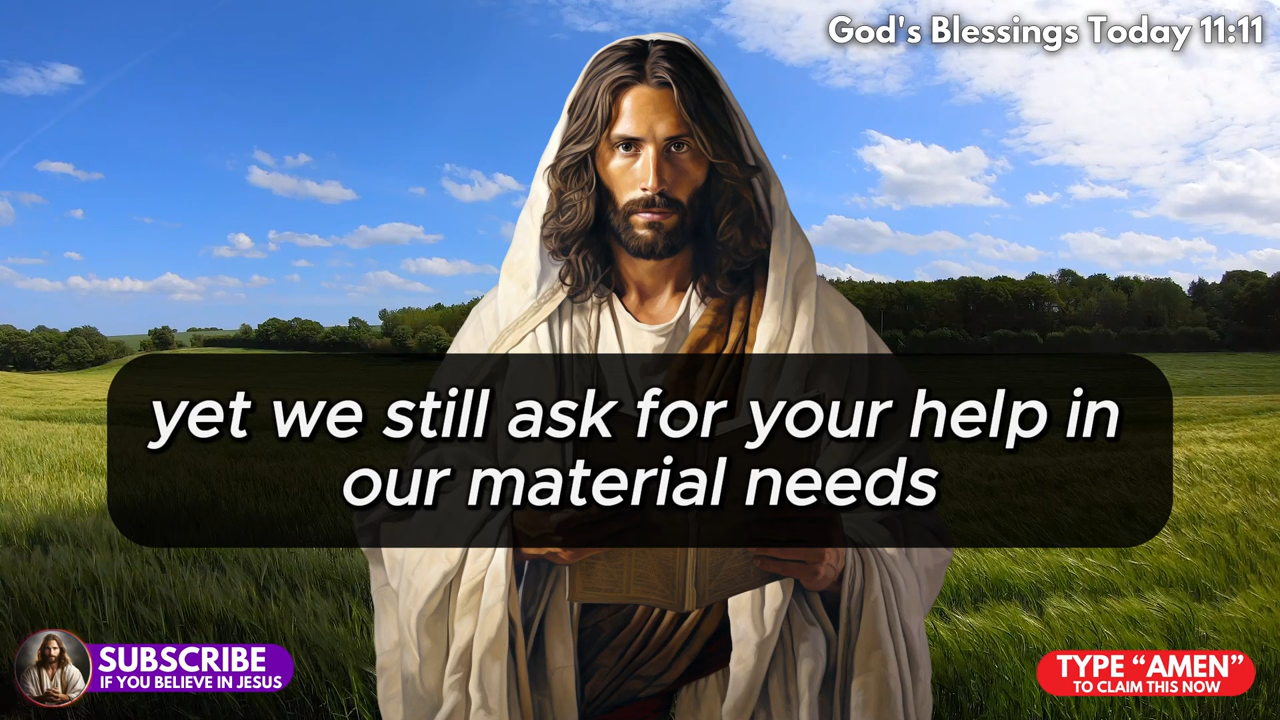 God's Blessings Today 11:11
yet we still ask for your help in
our material needs
SUBSCRIBE
IF YOU BELIEVE IN JESUS
TYPE “AMEN”
TO CLAIM THIS NOW